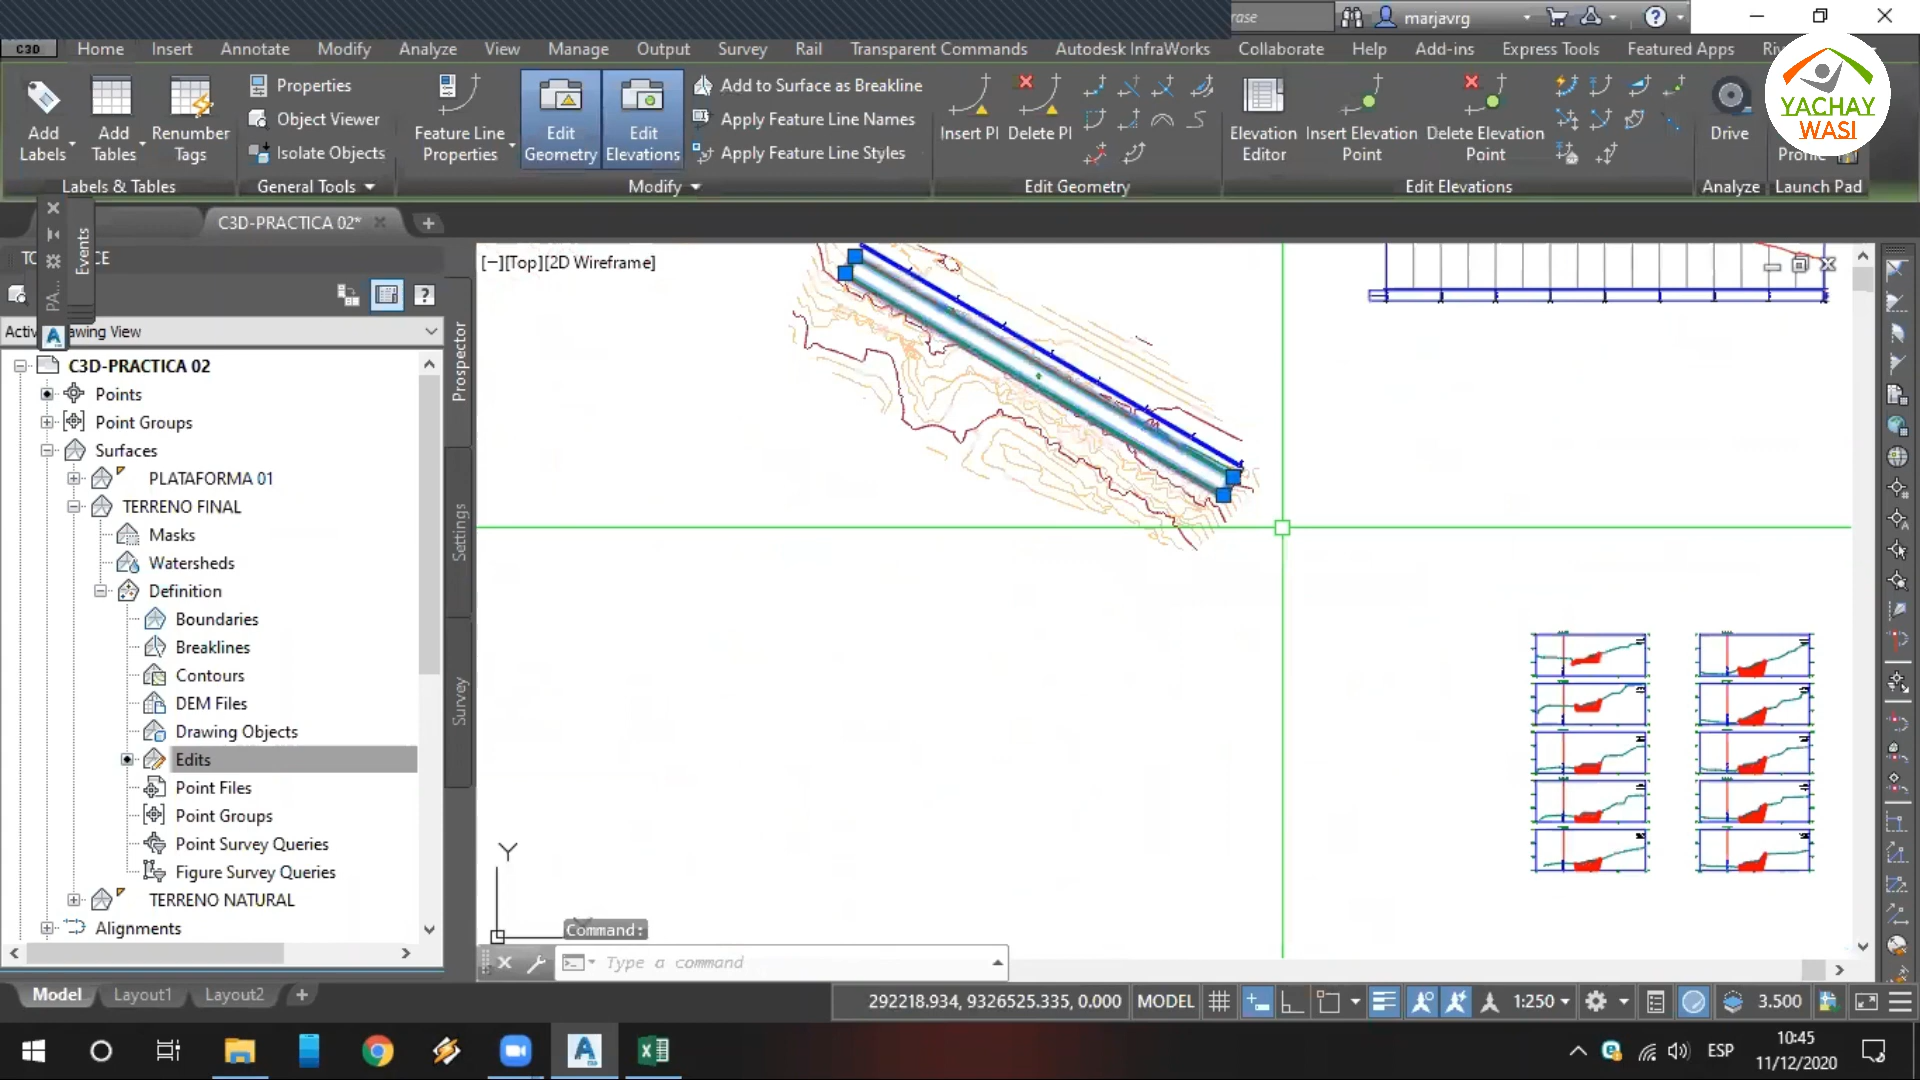 rase
marjavrg
C3D
Home Insert Annotate Modify Analyze View Manage Output Survey Rail Transparent Commands Autodesk InfraWorks Collaborate Help Add-ins Express Tools Featured Apps
YACHAY
WASI
Add Labels
Add Tables
Renumber Tags
Properties
Object Viewer
Isolate Objects
Feature Line Properties
Edit Geometry
Edit Elevations
Add to Surface as Breakline
Apply Feature Line Names
Apply Feature Line Styles
Insert PI
Delete PI
Elevation Editor
Insert Elevation Point
Delete Elevation Point
Drive
Labels & Tables
General Tools
Modify
Edit Geometry
Edit Elevations
Analyze
Launch Pad
C3D-PRACTICA 02*
Events
[−][Top][2D Wireframe]
Prospector
Settings
Survey
C3D-PRACTICA 02
Points
Point Groups
Surfaces
PLATAFORMA 01
TERRENO FINAL
Masks
Watersheds
Definition
Boundaries
Breaklines
Contours
DEM Files
Drawing Objects
Edits
Point Files
Point Groups
Point Survey Queries
Figure Survey Queries
TERRENO NATURAL
Alignments
Y
Command:
Type a command
Model Layout1 Layout2
292218.934, 9326525.335, 0.000 MODEL 1:250 3.500
ESP
10:45
11/12/2020